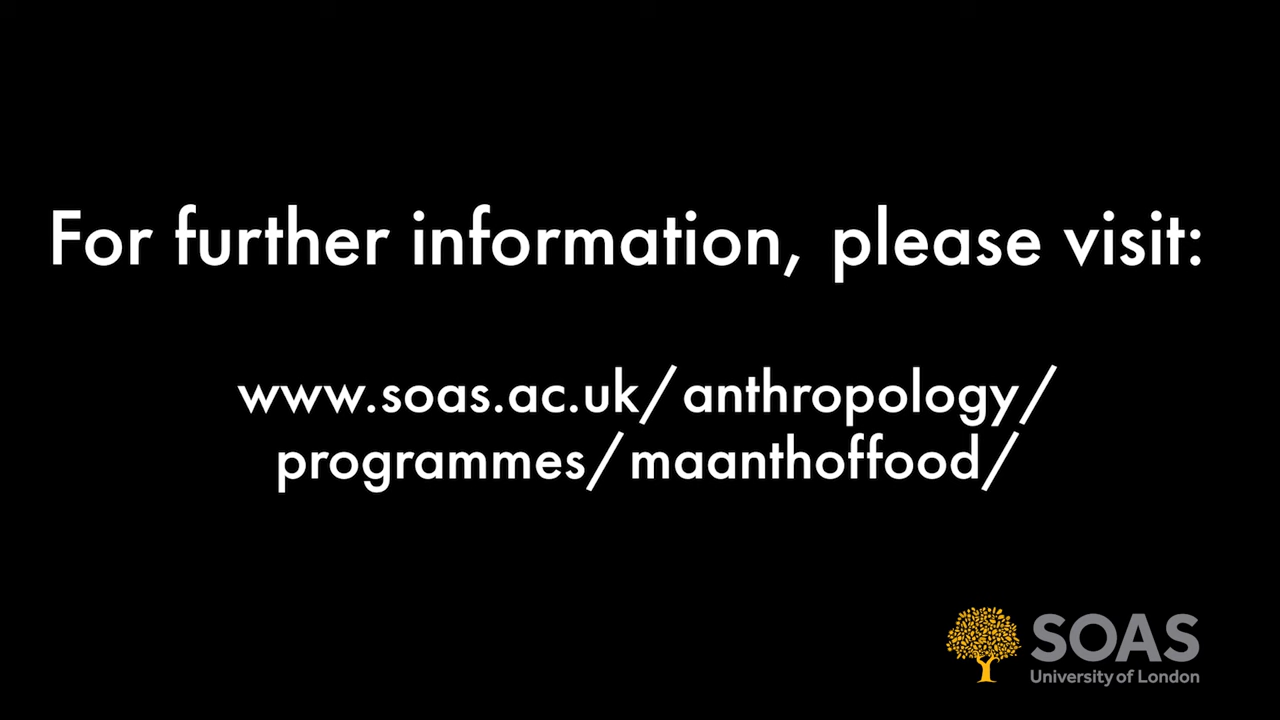 For further information, please visit:
www.soas.ac.uk/anthropology/
programmes/maanthoffood/
SOAS
University of London